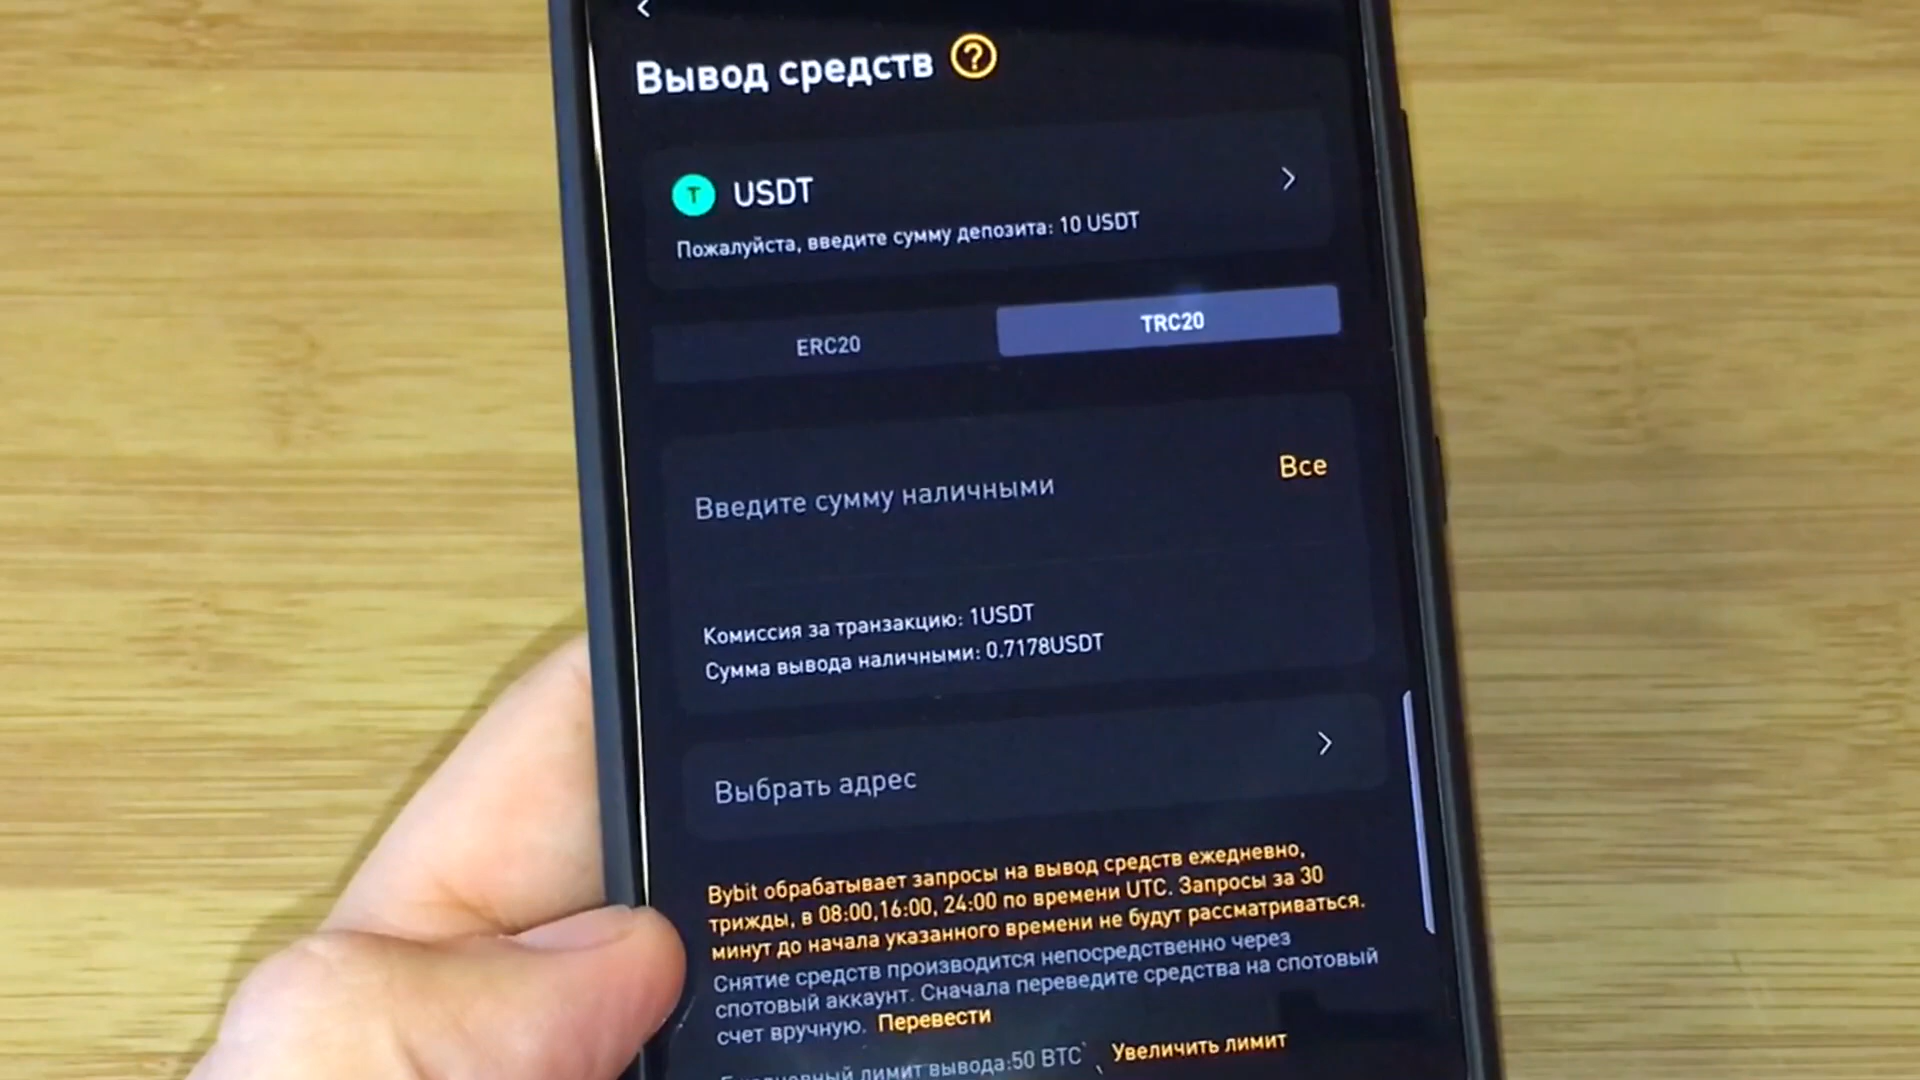 Вывод средств ?
T USDT
Пожалуйста, введите сумму депозита: 10 USDT
ERC20 TRC20
Введите сумму наличными Все
Комиссия за транзакцию: 1USDT
Сумма вывода наличными: 0.7178USDT
Выбрать адрес
Bybit обрабатывает запросы на вывод средств ежедневно,
трижды, в 08:00,16:00, 24:00 по времени UTC. Запросы за 30
минут до начала указанного времени не будут рассматриваться.
Снятие средств производится непосредственно через
спотовый аккаунт. Сначала переведите средства на спотовый
счет вручную. Перевести
лимит вывода:50 BTC Увеличить лимит